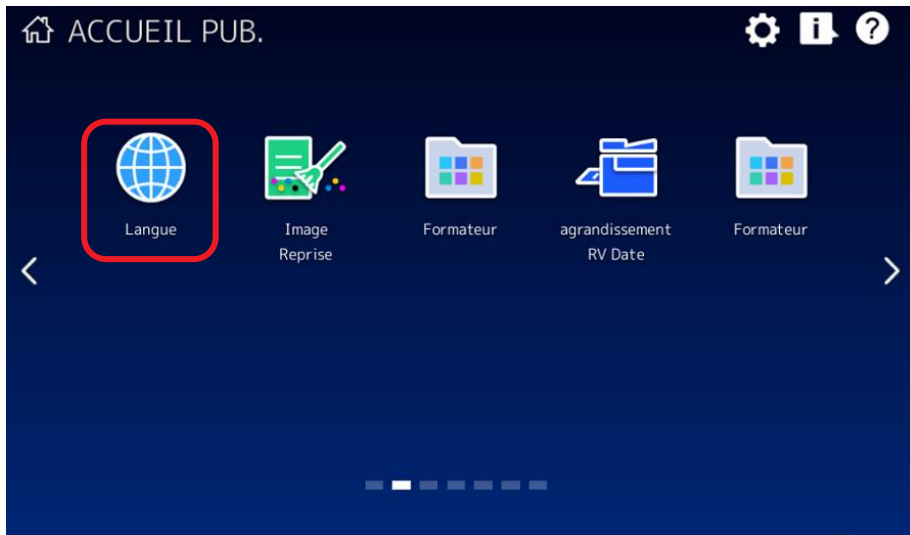 ACCUEIL PUB.
Langue
Image
Reprise
Formateur
agrandissement
RV Date
Formateur